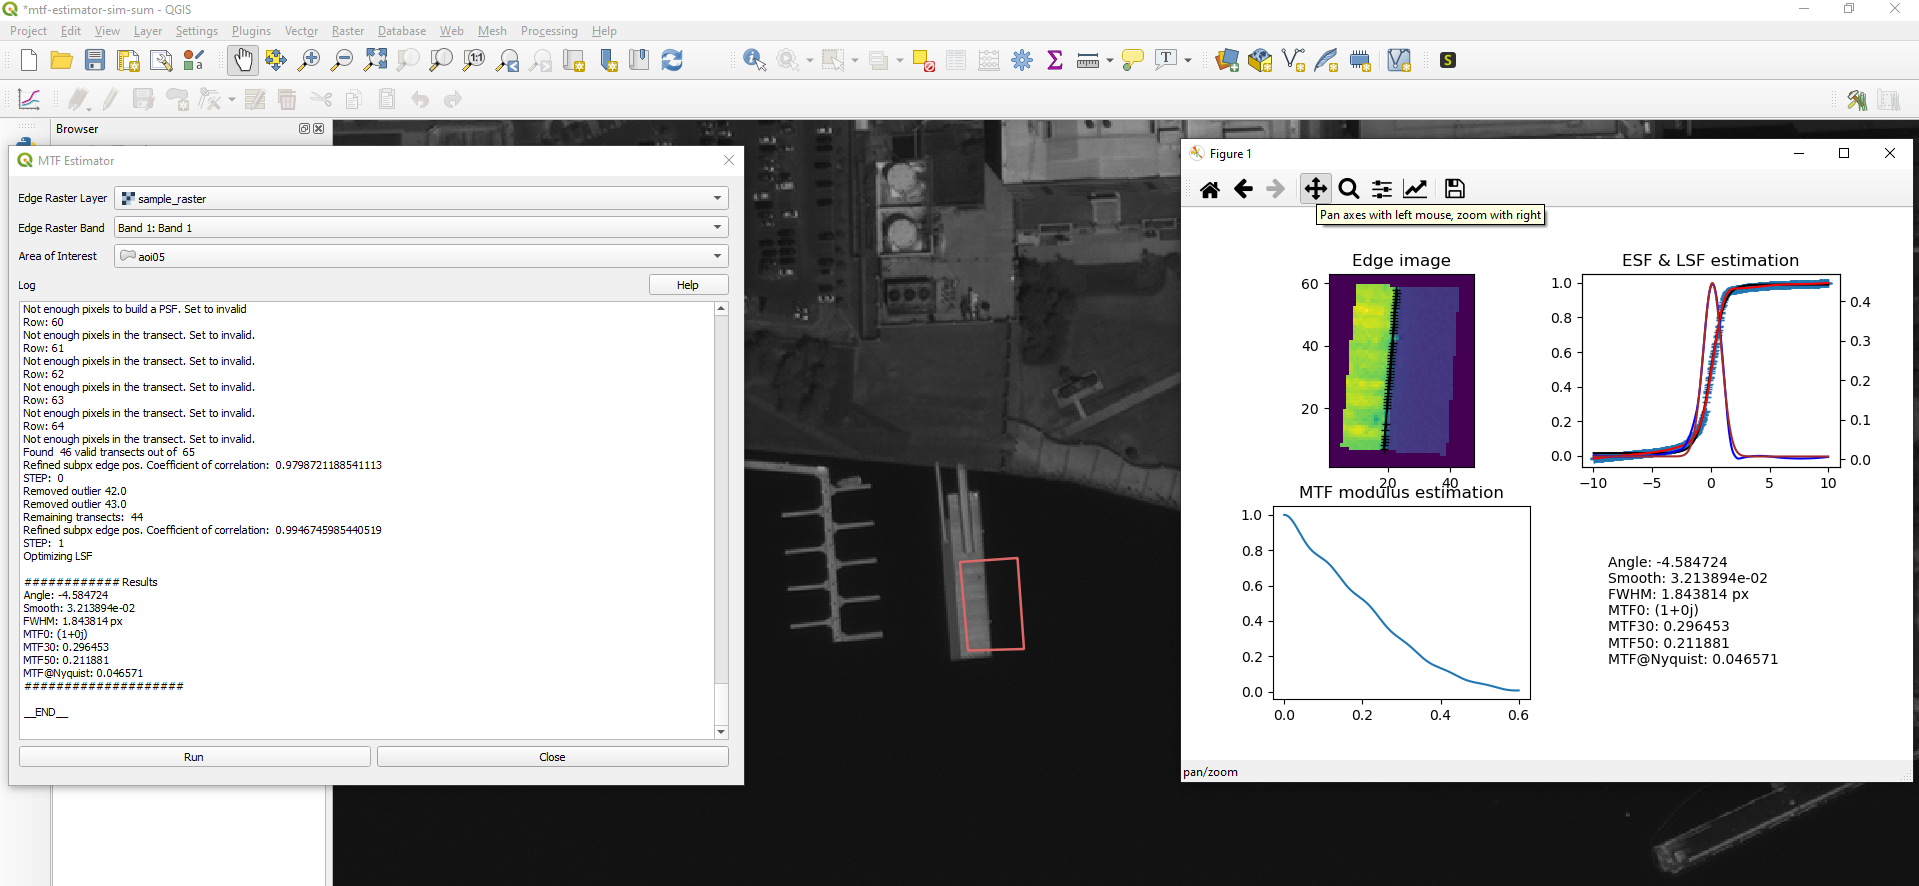 *mtf-estimator-sim-sum - QGIS
Project Edit View Layer Settings Plugins Vector Raster Database Web Mesh Processing Help
1:1
T
S
Browser
MTF Estimator
Edge Raster Layer sample_raster
Edge Raster Band Band 1: Band 1
Area of Interest aoi05
Log
Help
Not enough pixels to build a PSF. Set to invalid
Row: 60
Not enough pixels in the transect. Set to invalid.
Row: 61
Not enough pixels in the transect. Set to invalid.
Row: 62
Not enough pixels in the transect. Set to invalid.
Row: 63
Not enough pixels in the transect. Set to invalid.
Row: 64
Not enough pixels in the transect. Set to invalid.
Found 46 valid transects out of 65
Refined subpx edge pos. Coefficient of correlation: 0.9798721188541113
STEP: 0
Removed outlier 42.0
Removed outlier 43.0
Remaining transects: 44
Refined subpx edge pos. Coefficient of correlation: 0.9946745985440519
STEP: 1
Optimizing LSF
############ Results
Angle: -4.584724
Smooth: 3.213894e-02
FWHM: 1.843814 px
MTF0: (1+0j)
MTF30: 0.296453
MTF50: 0.211881
MTF@Nyquist: 0.046571
####################
__END__
Run
Close
Figure 1
Pan axes with left mouse, zoom with right
Edge image
60
40
20
20 40
ESF & LSF estimation
1.0
0.8
0.6
0.4
0.2
0.0
0.4
0.3
0.2
0.1
0.0
−10 −5 0 5 10
MTF modulus estimation
1.0
0.8
0.6
0.4
0.2
0.0
0.0 0.2 0.4 0.6
Angle: -4.584724
Smooth: 3.213894e-02
FWHM: 1.843814 px
MTF0: (1+0j)
MTF30: 0.296453
MTF50: 0.211881
MTF@Nyquist: 0.046571
pan/zoom